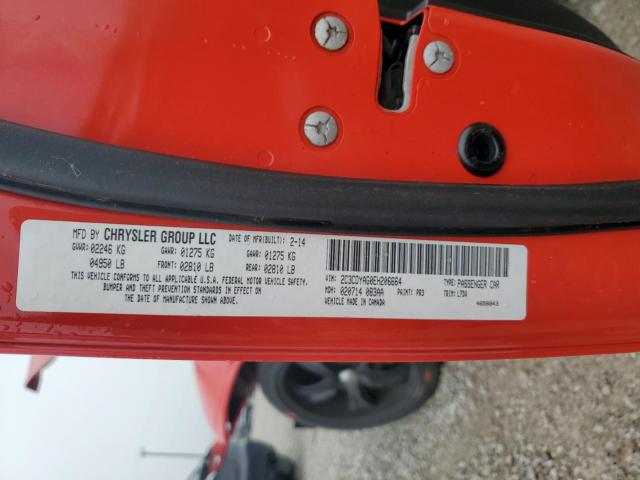 MFD BY CHRYSLER GROUP LLC DATE OF MFR(BUILT): 2-14
GVWR: 02246 KG GAWR: 01275 KG GAWR: 01275 KG
04950 LB FRONT: 02810 LB REAR: 02810 LB
THIS VEHICLE CONFORMS TO ALL APPLICABLE U.S.A. FEDERAL MOTOR VEHICLE SAFETY,
BUMPER AND THEFT PREVENTION STANDARDS IN EFFECT ON
THE DATE OF MANUFACTURE SHOWN ABOVE.
VIN: 2C3CDYAG0EH206664 TYPE: PASSENGER CAR
MDH: 020714 083AA PAINT: PR3 TRIM: L7DA
VEHICLE MADE IN CANADA 4658043